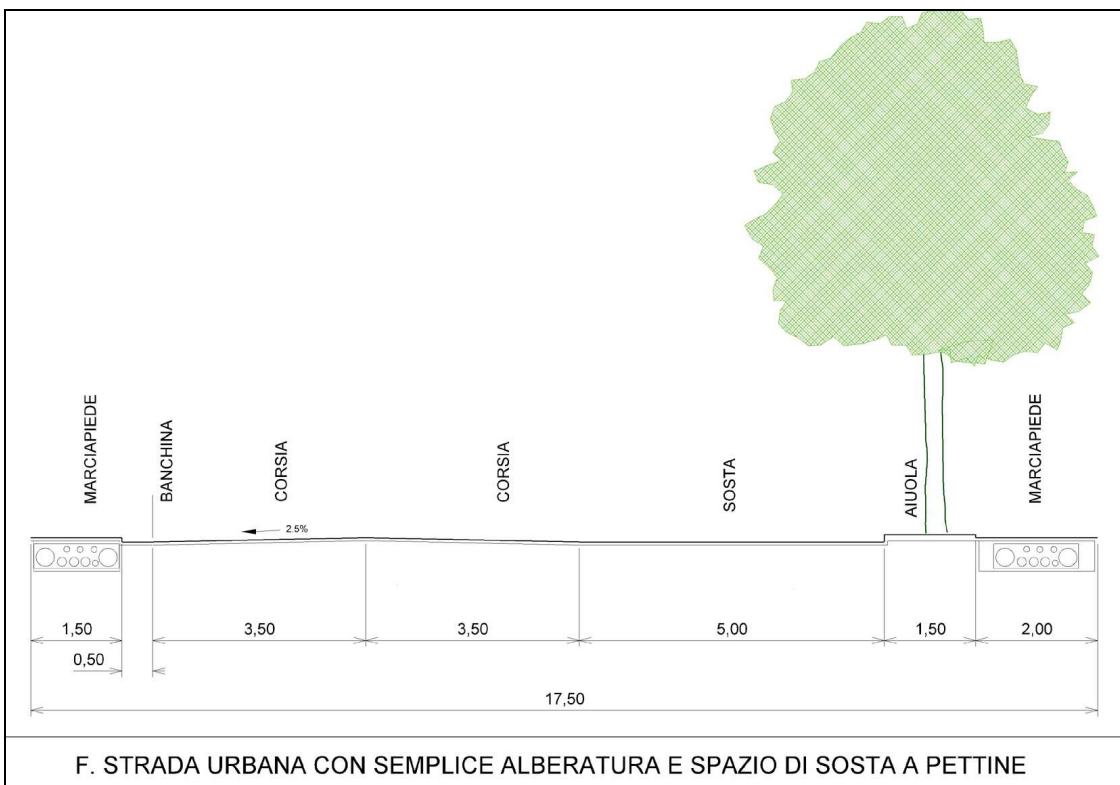 MARCIAPIEDE
BANCHINA
CORSIA
CORSIA
SOSTA
AIUOLA
MARCIAPIEDE
2.5%
1,50
3,50
3,50
5,00
1,50
2,00
0,50
17,50
F. STRADA URBANA CON SEMPLICE ALBERATURA E SPAZIO DI SOSTA A PETTINE